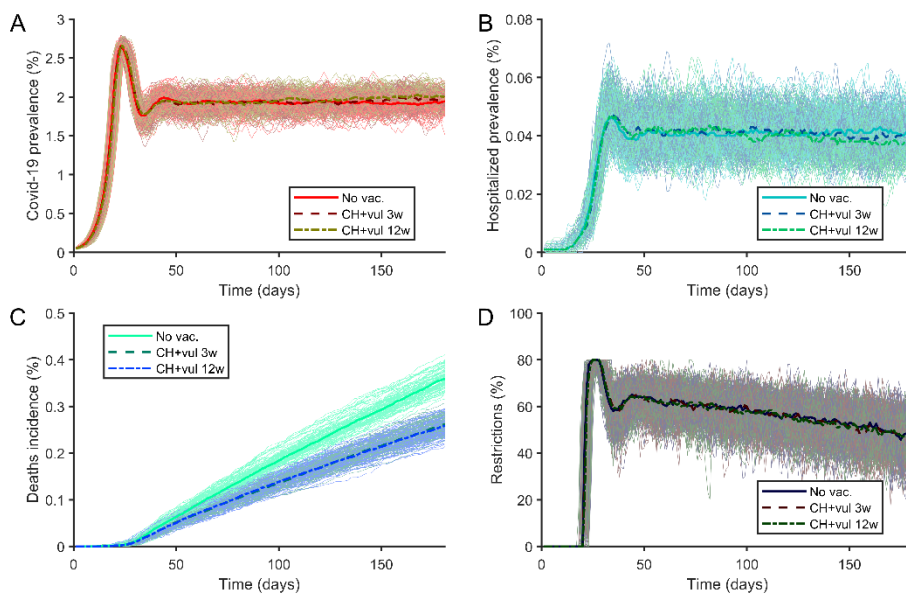 A
Covid-19 prevalence (%)
3
2.5
2
1.5
1
0.5
0
0
50
100
150
Time (days)
No vac.
CH+vul 3w
CH+vul 12w
B
Hospitalized prevalence (%)
0.08
0.06
0.04
0.02
0
0
50
100
150
Time (days)
No vac.
CH+vul 3w
CH+vul 12w
C
Deaths incidence (%)
0.5
0.4
0.3
0.2
0.1
0
0
50
100
150
Time (days)
No vac.
CH+vul 3w
CH+vul 12w
D
Restrictions (%)
100
80
60
40
20
0
0
50
100
150
Time (days)
No vac.
CH+vul 3w
CH+vul 12w